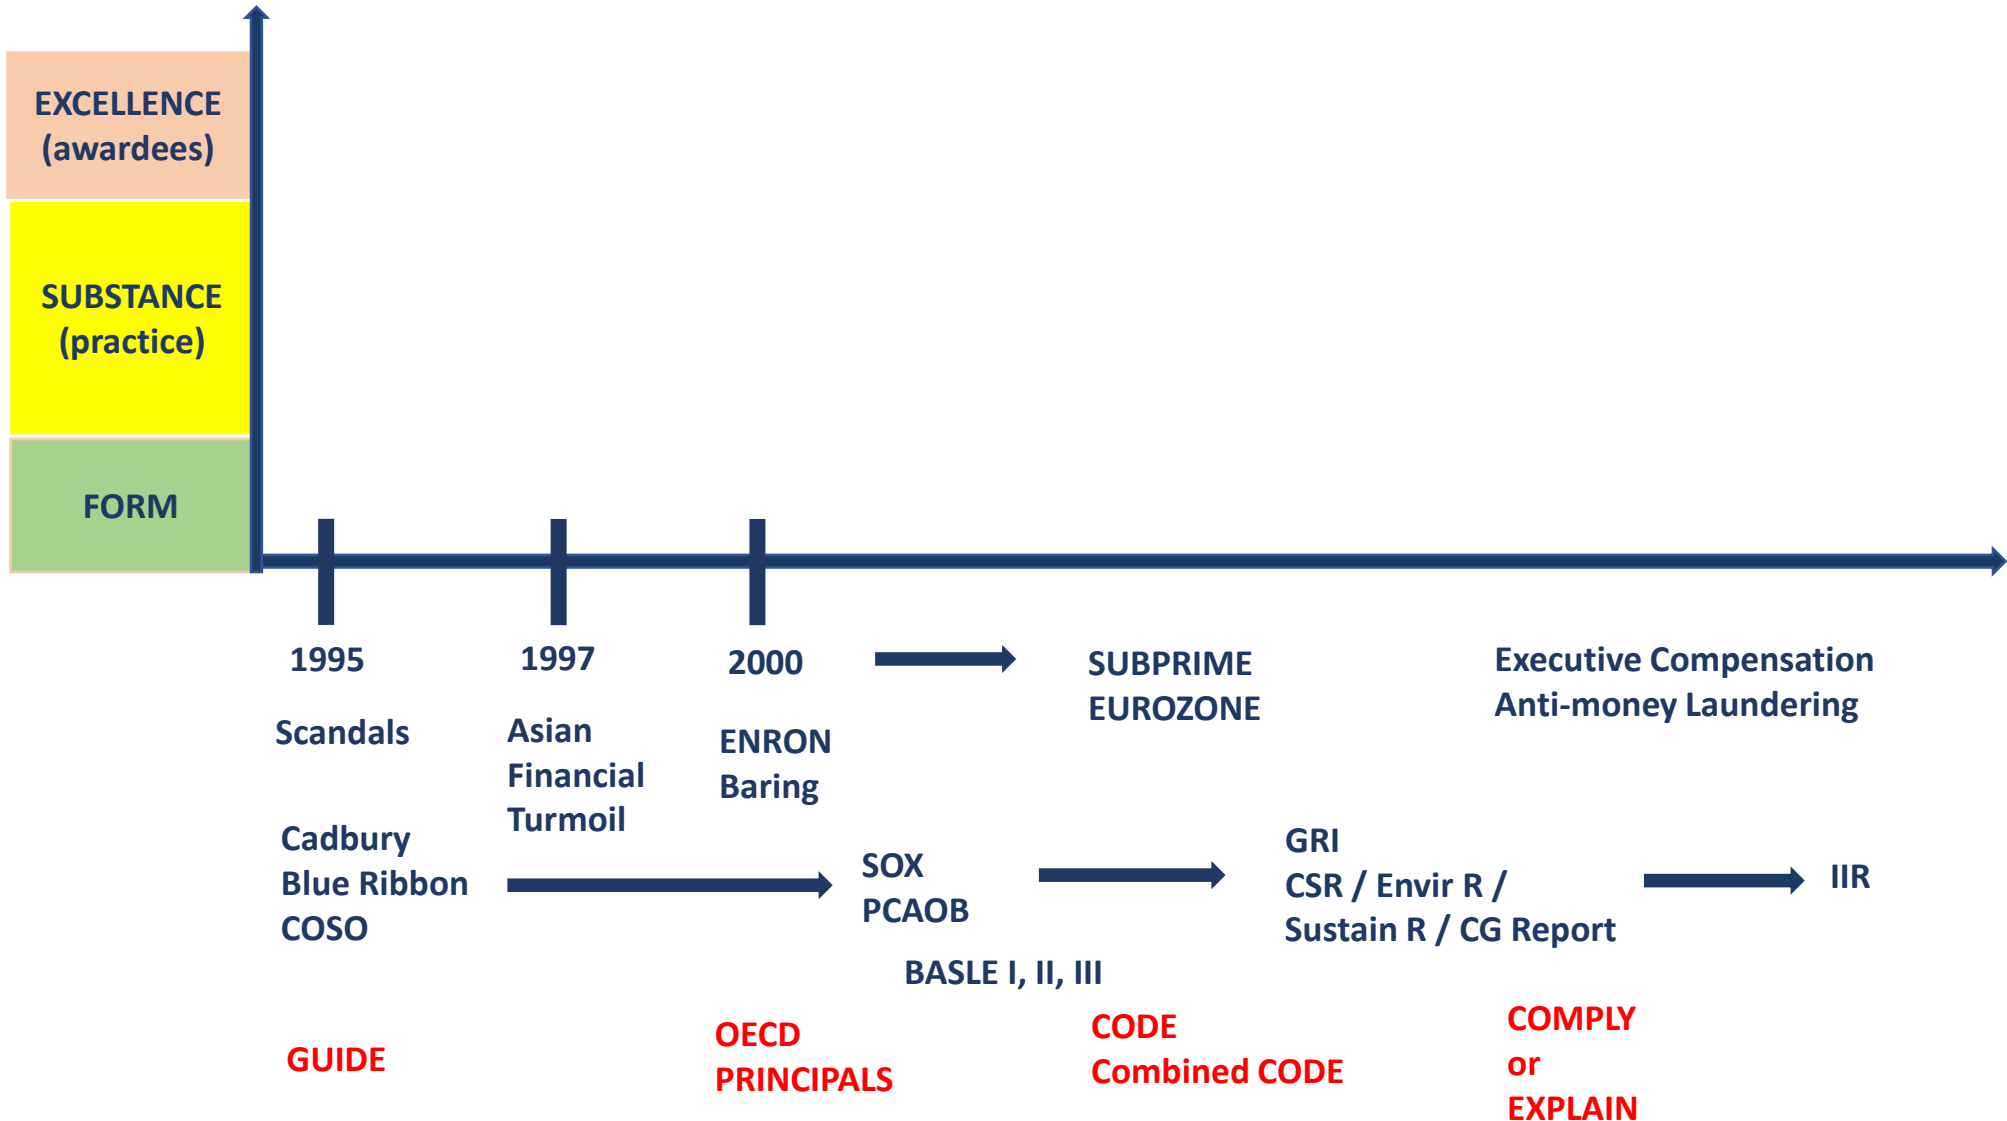 EXCELLENCE
(awardees)
SUBSTANCE
(practice)
FORM
1995
1997
2000
SUBPRIME
EUROZONE
Executive Compensation
Anti-money Laundering
Scandals
Asian
Financial
Turmoil
ENRON
Baring
Cadbury
Blue Ribbon
COSO
SOX
PCAOB
GRI
CSR / Envir R /
Sustain R / CG Report
IIR
BASLE I, II, III
GUIDE
OECD
PRINCIPALS
CODE
Combined CODE
COMPLY
or
EXPLAIN